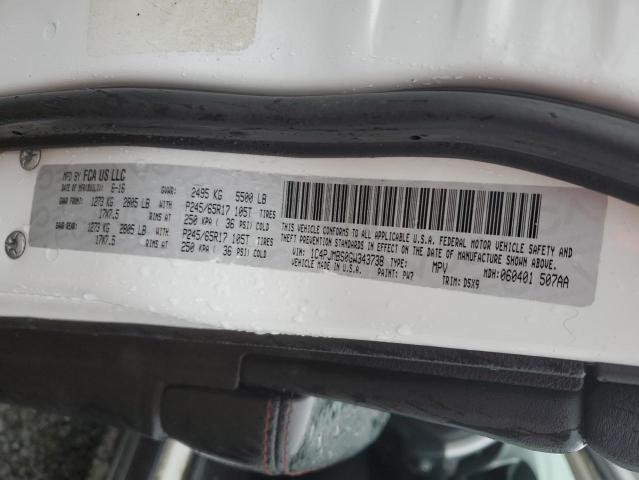 MFD BY FCA US LLC
DATE OF MFR 6-16 GVWR: 2495 KG 5500 LB
GAWR FRONT: 1273 KG 2805 LB WITH P245/65R17 105T TIRES
17X7.5 RIMS AT 250 KPA ( 36 PSI) COLD
GAWR REAR: 1273 KG 2805 LB WITH P245/65R17 105T TIRES
17X7.5 RIMS AT 250 KPA ( 36 PSI) COLD
THIS VEHICLE CONFORMS TO ALL APPLICABLE U.S.A. FEDERAL MOTOR VEHICLE SAFETY AND
THEFT PREVENTION STANDARDS IN EFFECT ON THE DATE OF MANUFACTURE SHOWN ABOVE.
VIN: 1C4PJMBS0GW343738 TYPE: MPV MDH: 060401 507AA
PAINT: PW7 TRIM: D5X9